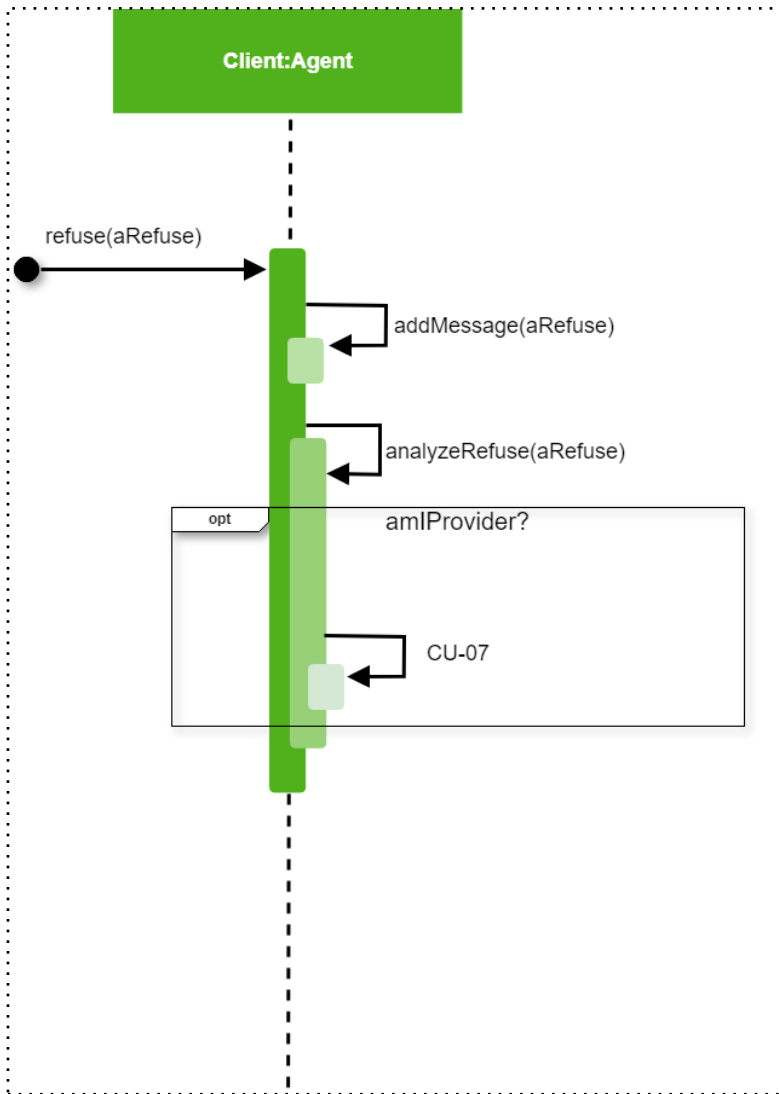 Client:Agent
refuse(aRefuse)
addMessage(aRefuse)
analyzeRefuse(aRefuse)
opt
amIProvider?
CU-07